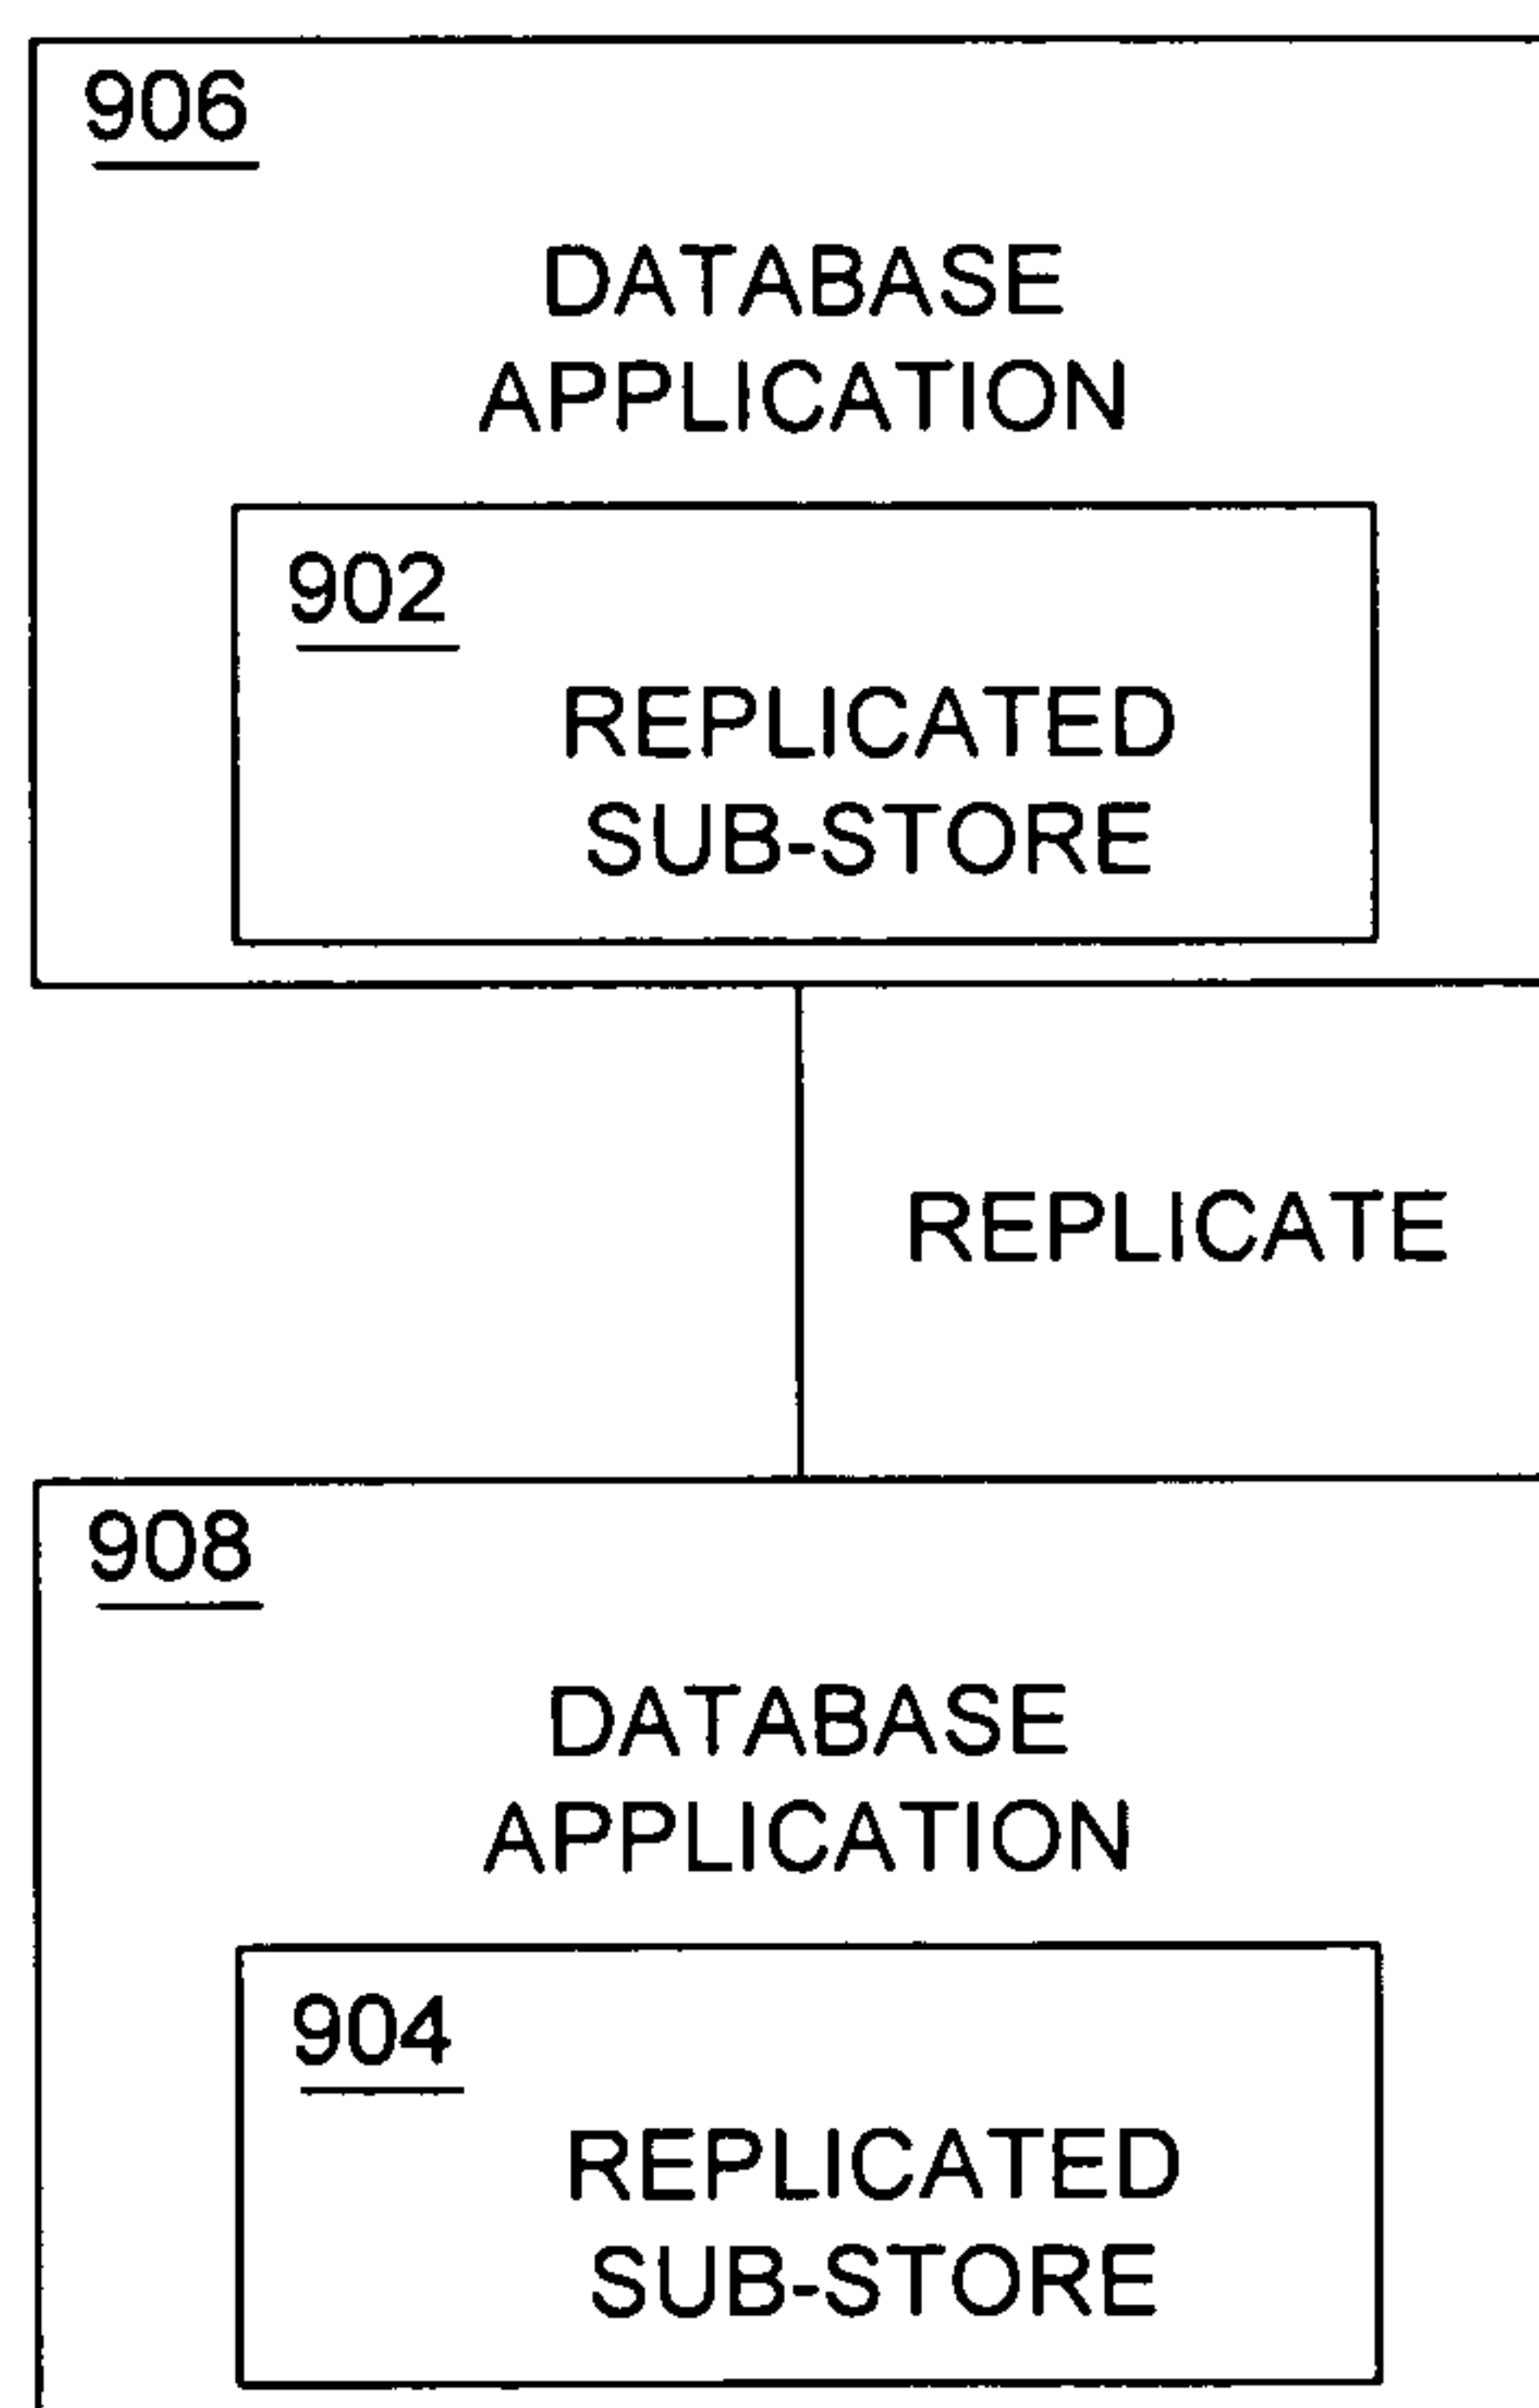 906
DATABASE
APPLICATION
902
REPLICATED
SUB-STORE
REPLICATE
908
DATABASE
APPLICATION
904
REPLICATED
SUB-STORE